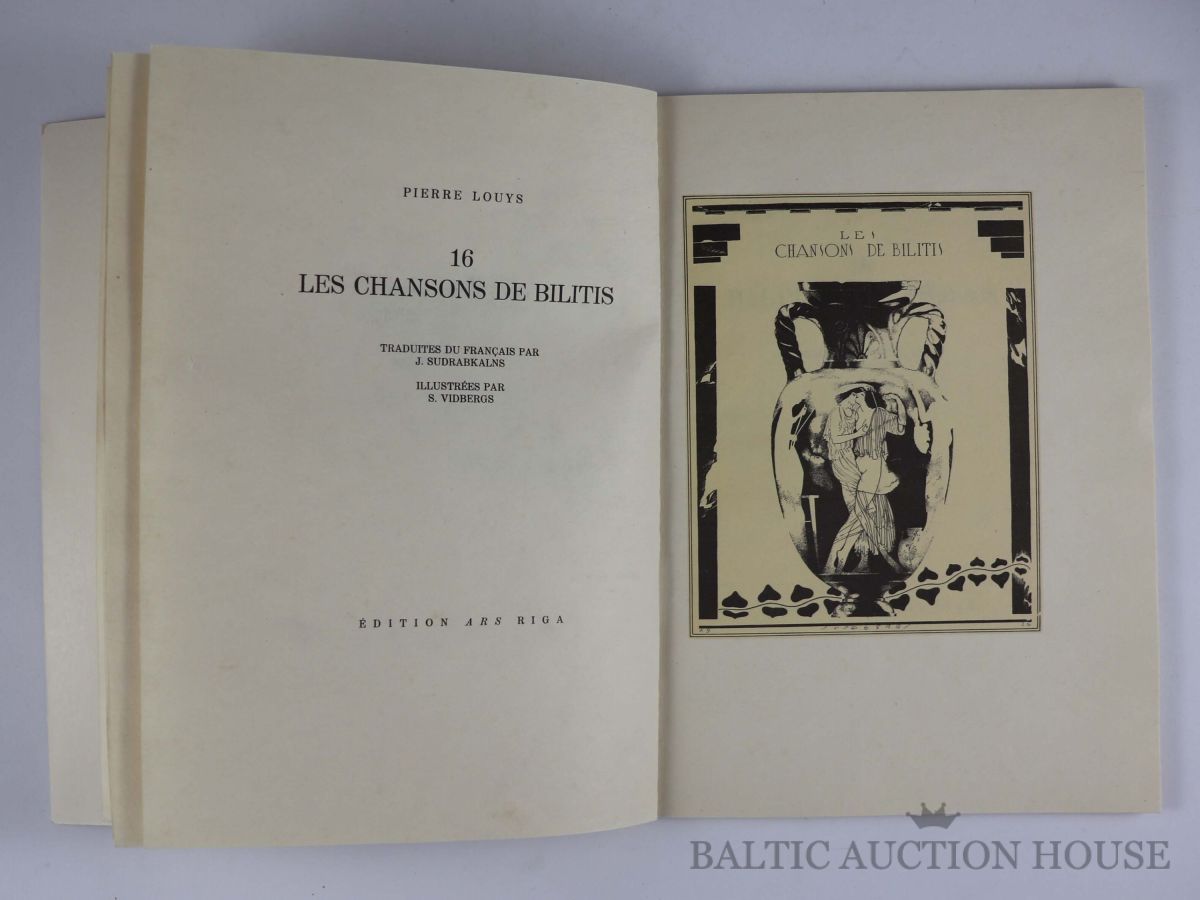 PIERRE LOUYS
16
LES CHANSONS DE BILITIS
TRADUITES DU FRANÇAIS PAR
J. SUDRABKALNS
ILLUSTRÉES PAR
S. VIDBERGS
ÉDITION ARS RIGA
LES
CHANSONS DE BILITIS
BALTIC AUCTION HOUSE